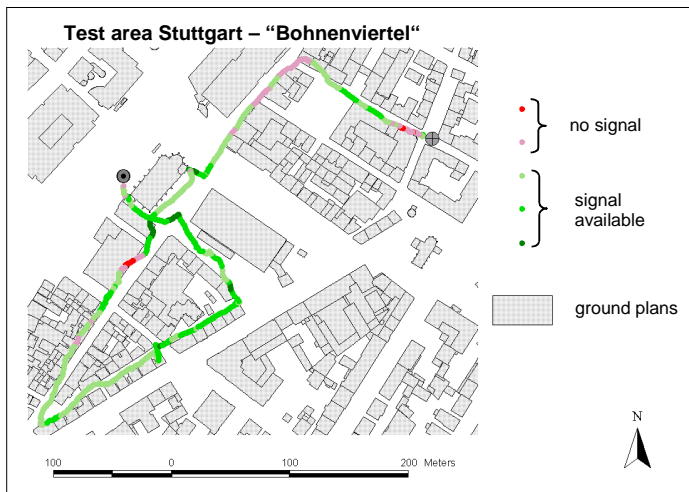 Test area Stuttgart – “Bohnenviertel“
no signal
signal
available
ground plans
N
100 0 100 200 Meters